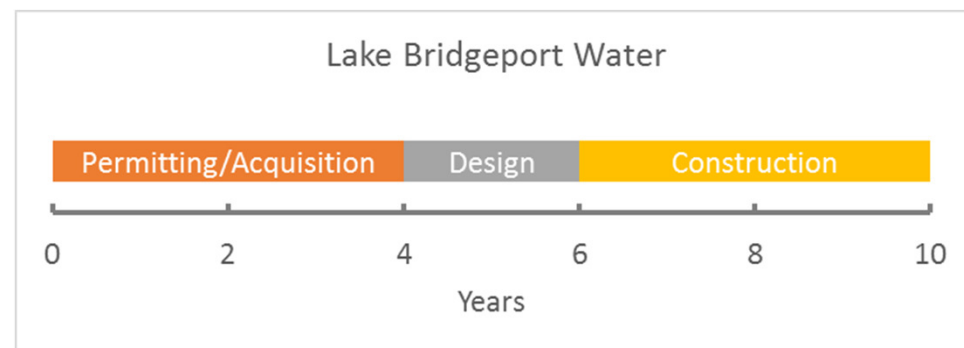 Lake Bridgeport Water
Permitting/Acquisition Design Construction
0 2 4 6 8 10
Years